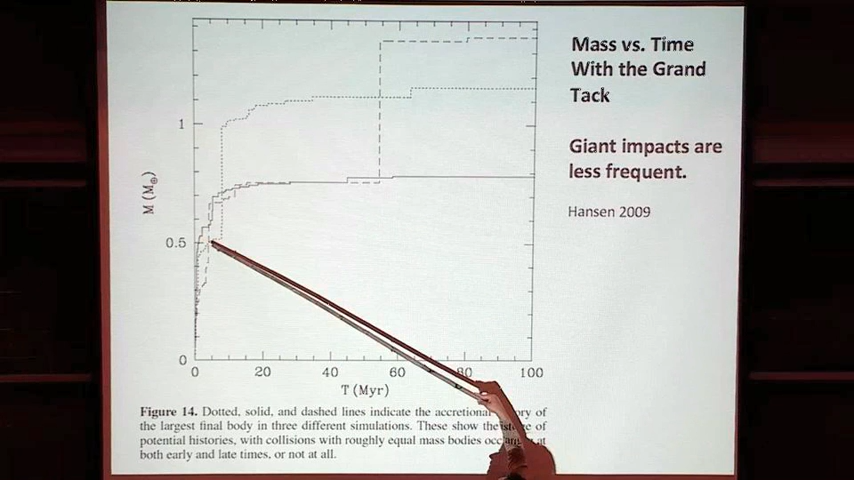 Mass vs. Time
With the Grand
Tack
Giant impacts are
less frequent.
Hansen 2009
M (M⊕)
1
0.5
0
0
20
40
60
80
100
T (Myr)
Figure 14. Dotted, solid, and dashed lines indicate the accretional ory of
the largest final body in three different simulations. These show the of
potential histories, with collisions with roughly equal mass bodies at
both early and late times, or not at all.